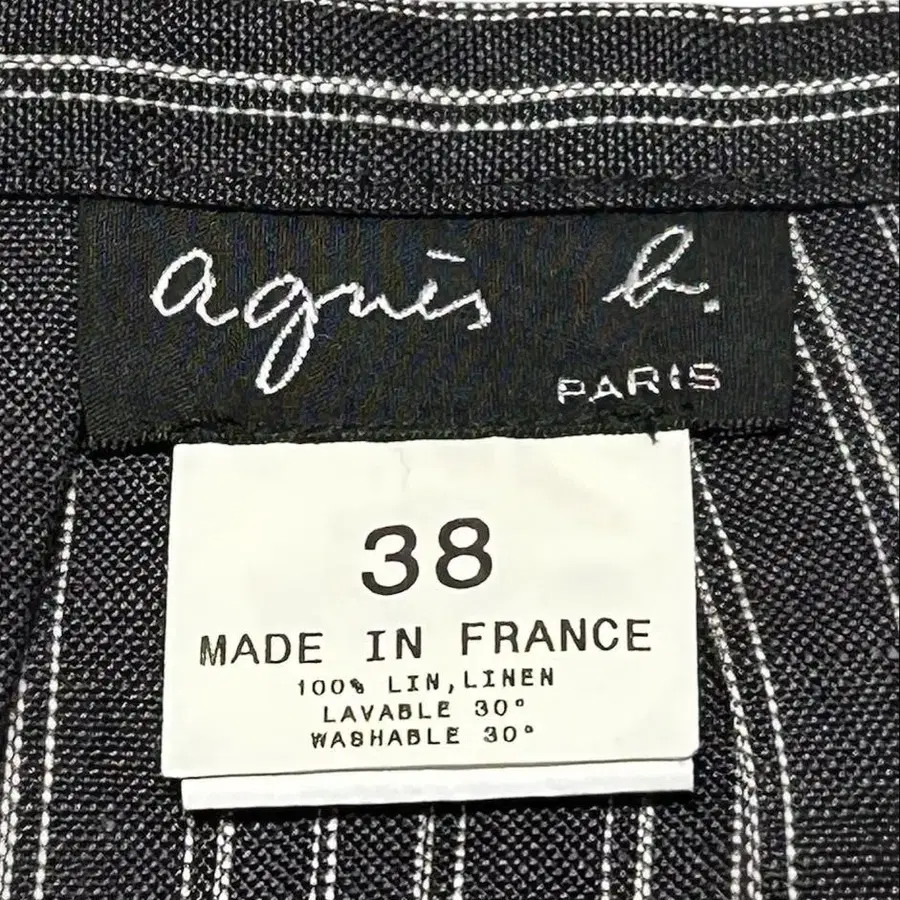 agnès b.
PARIS
38
MADE IN FRANCE
100% LIN,LINEN
LAVABLE 30°
WASHABLE 30°